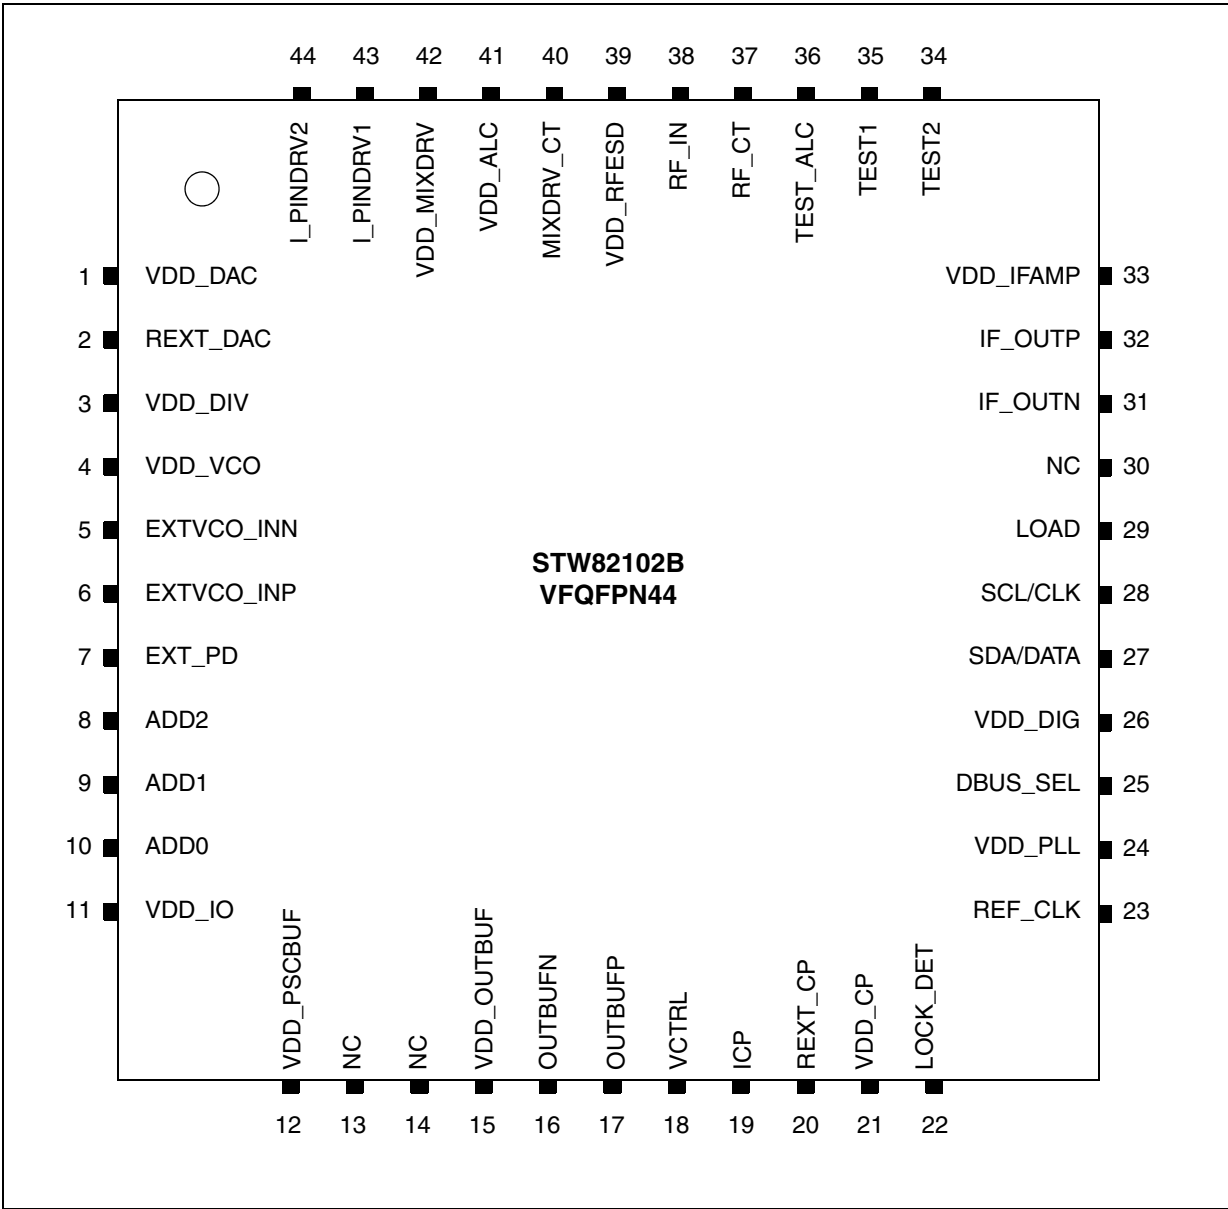 44 43 42 41 40 39 38 37 36 35 34
I_PINDRV2
I_PINDRV1
VDD_MIXDRV
VDD_ALC
MIXDRV_CT
VDD_RFESD
RF_IN
RF_CT
TEST_ALC
TEST1
TEST2
1 VDD_DAC
2 REXT_DAC
3 VDD_DIV
4 VDD_VCO
5 EXTVCO_INN
6 EXTVCO_INP
7 EXT_PD
8 ADD2
9 ADD1
10 ADD0
11 VDD_IO
STW82102B
VFQFPN44
VDD_IFAMP 33
IF_OUTP 32
IF_OUTN 31
NC 30
LOAD 29
SCL/CLK 28
SDA/DATA 27
VDD_DIG 26
DBUS_SEL 25
VDD_PLL 24
REF_CLK 23
VDD_PSCBUF
NC
NC
VDD_OUTBUF
OUTBUFN
OUTBUFP
VCTRL
ICP
REXT_CP
VDD_CP
LOCK_DET
12 13 14 15 16 17 18 19 20 21 22